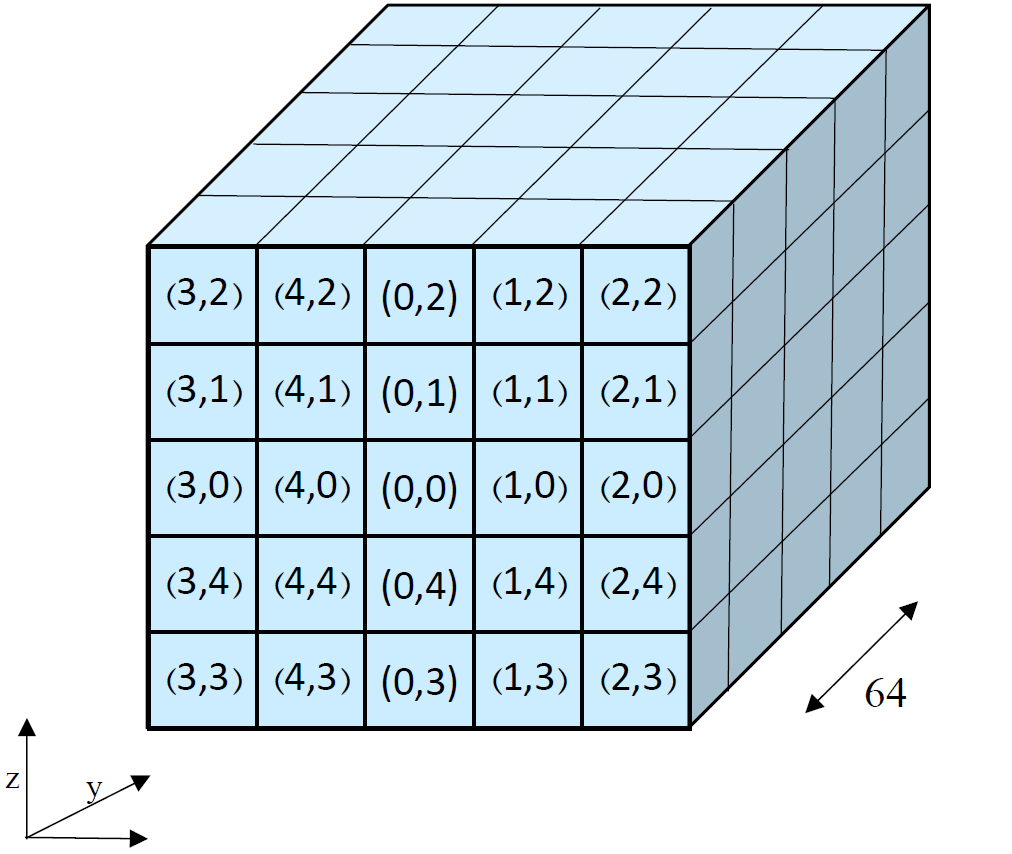 (3,2) (4,2) (0,2) (1,2) (2,2)
(3,1) (4,1) (0,1) (1,1) (2,1)
(3,0) (4,0) (0,0) (1,0) (2,0)
(3,4) (4,4) (0,4) (1,4) (2,4)
(3,3) (4,3) (0,3) (1,3) (2,3)
64
z
y